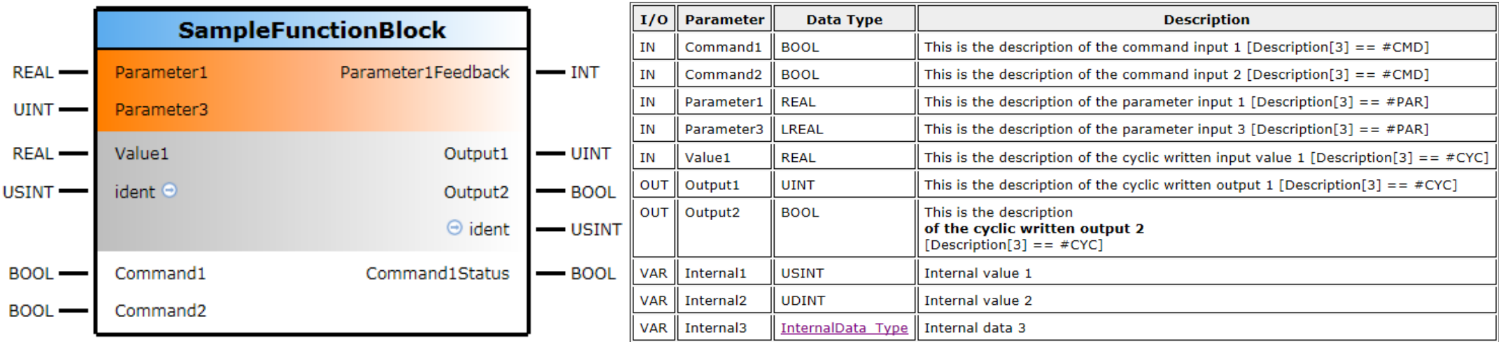 SampleFunctionBlock
REAL Parameter1 Parameter1Feedback INT
UINT Parameter3
REAL Value1 Output1 UINT
USINT ident Output2 BOOL
ident USINT
BOOL Command1 Command1Status BOOL
BOOL Command2
I/O Parameter Data Type Description
IN Command1 BOOL This is the description of the command input 1 [Description[3] == #CMD]
IN Command2 BOOL This is the description of the command input 2 [Description[3] == #CMD]
IN Parameter1 REAL This is the description of the parameter input 1 [Description[3] == #PAR]
IN Parameter3 LREAL This is the description of the parameter input 3 [Description[3] == #PAR]
IN Value1 REAL This is the description of the cyclic written input value 1 [Description[3] == #CYC]
OUT Output1 UINT This is the description of the cyclic written output 1 [Description[3] == #CYC]
OUT Output2 BOOL This is the description
of the cyclic written output 2
[Description[3] == #CYC]
VAR Internal1 USINT Internal value 1
VAR Internal2 UDINT Internal value 2
VAR Internal3 InternalData_Type Internal data 3